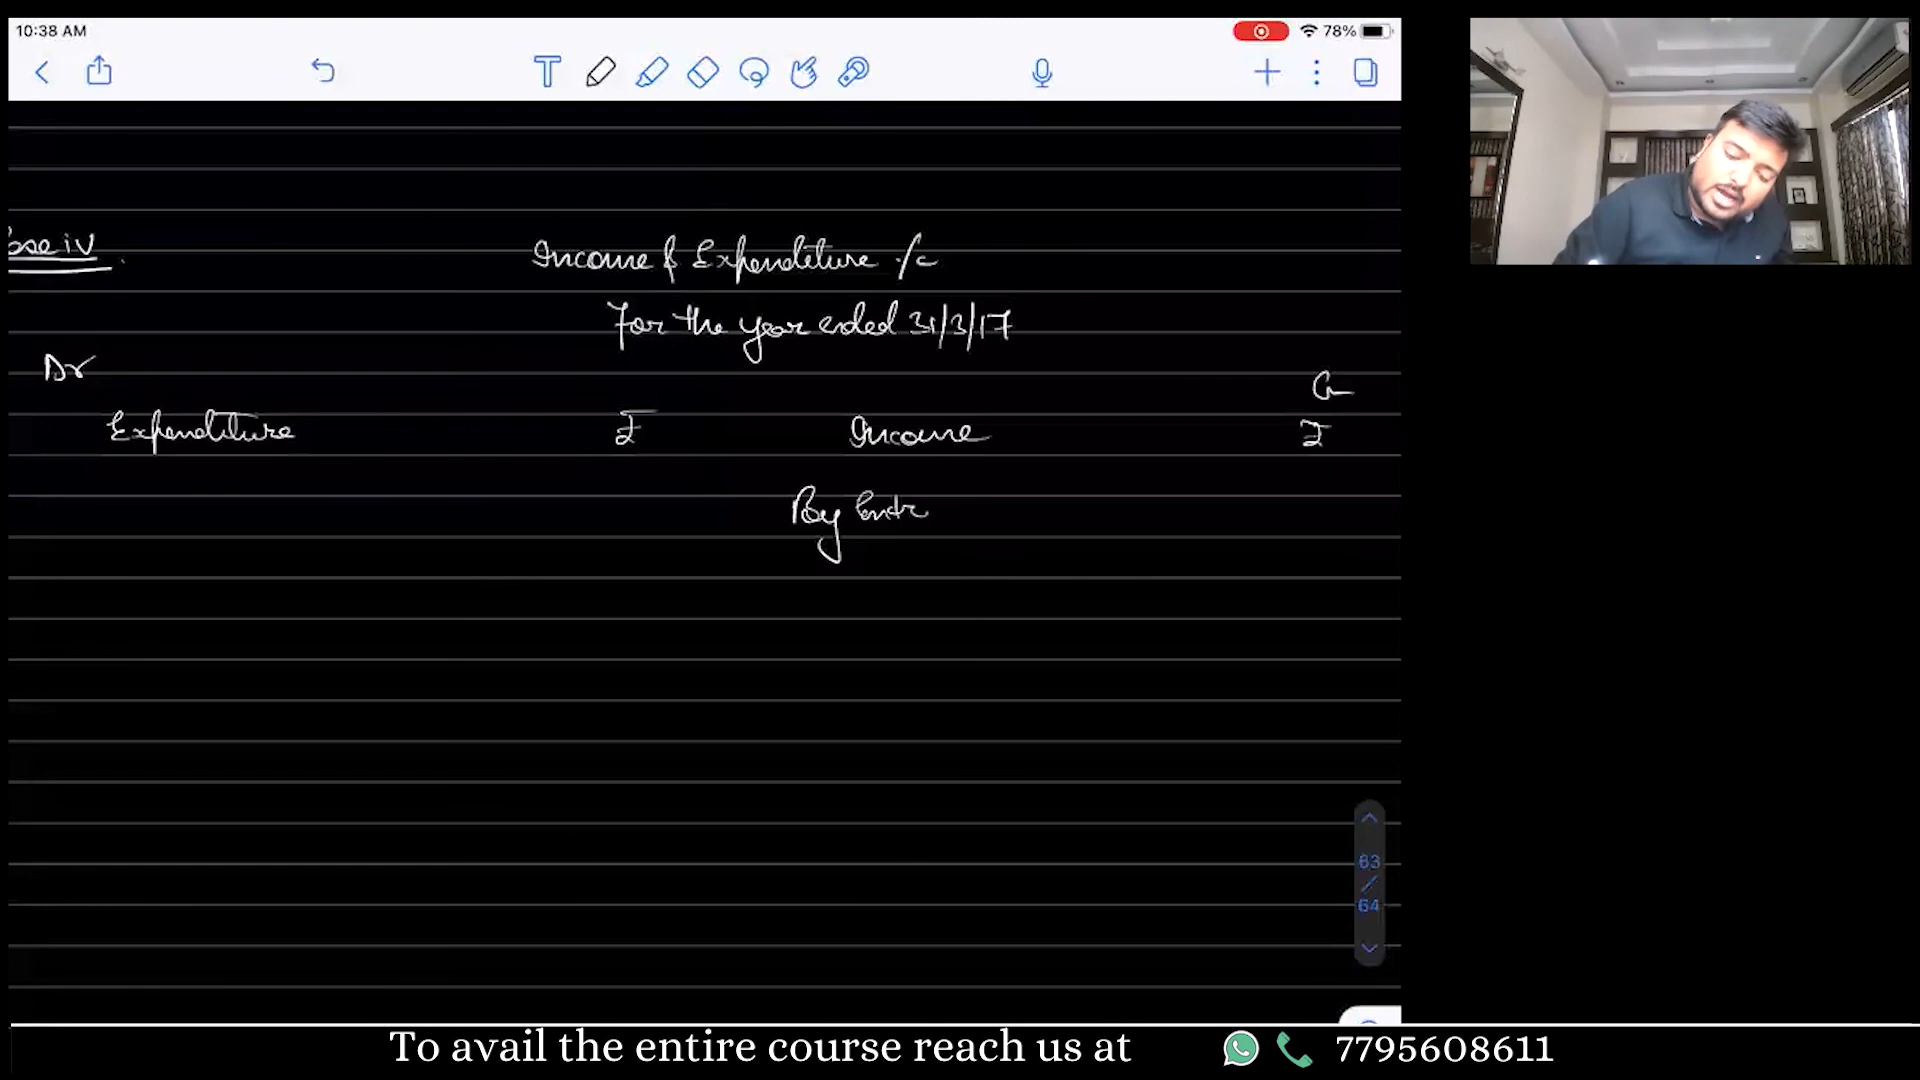 10:38 AM
78%
ase iv
Income & Expenditure A/c
For the year ended 31/3/17
Dr
Cr
Expenditure ₹ Income ₹
By Entr
63
/
64
To avail the entire course reach us at 7795608611